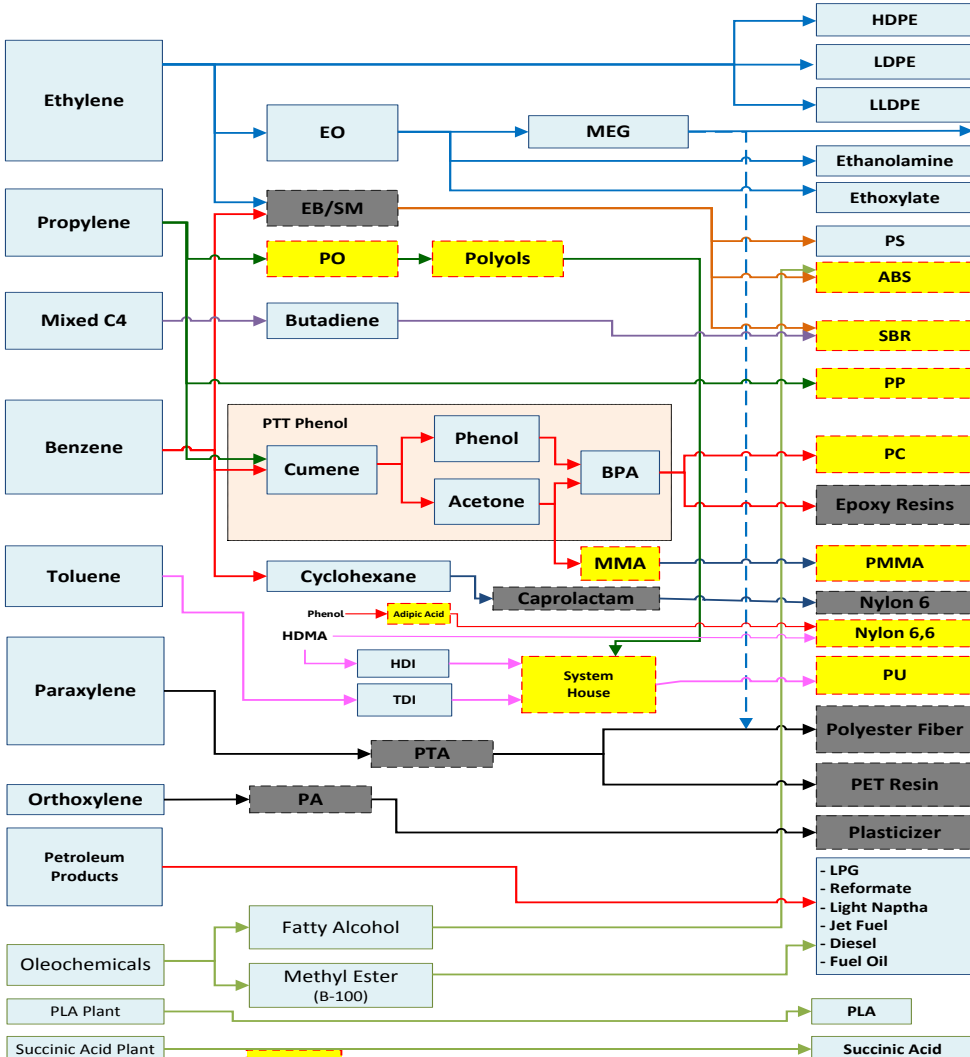 HDPE
Ethylene
LDPE
LLDPE
EO
MEG
Ethanolamine
Propylene
EB/SM
Ethoxylate
PS
PO
Polyols
ABS
Mixed C4
Butadiene
SBR
PP
Benzene
PTT Phenol
Cumene
Phenol
Acetone
BPA
PC
Epoxy Resins
Toluene
Cyclohexane
MMA
PMMA
Caprolactam
Nylon 6
Phenol
Adipic Acid
Nylon 6,6
HDMA
HDI
TDI
System
House
PU
Paraxylene
PTA
Polyester Fiber
PET Resin
Orthoxylene
PA
Plasticizer
Petroleum
Products
- LPG
- Reformate
- Light Naptha
- Jet Fuel
- Diesel
- Fuel Oil
Oleochemicals
Fatty Alcohol
Methyl Ester
(B-100)
PLA Plant
PLA
Succinic Acid Plant
Succinic Acid